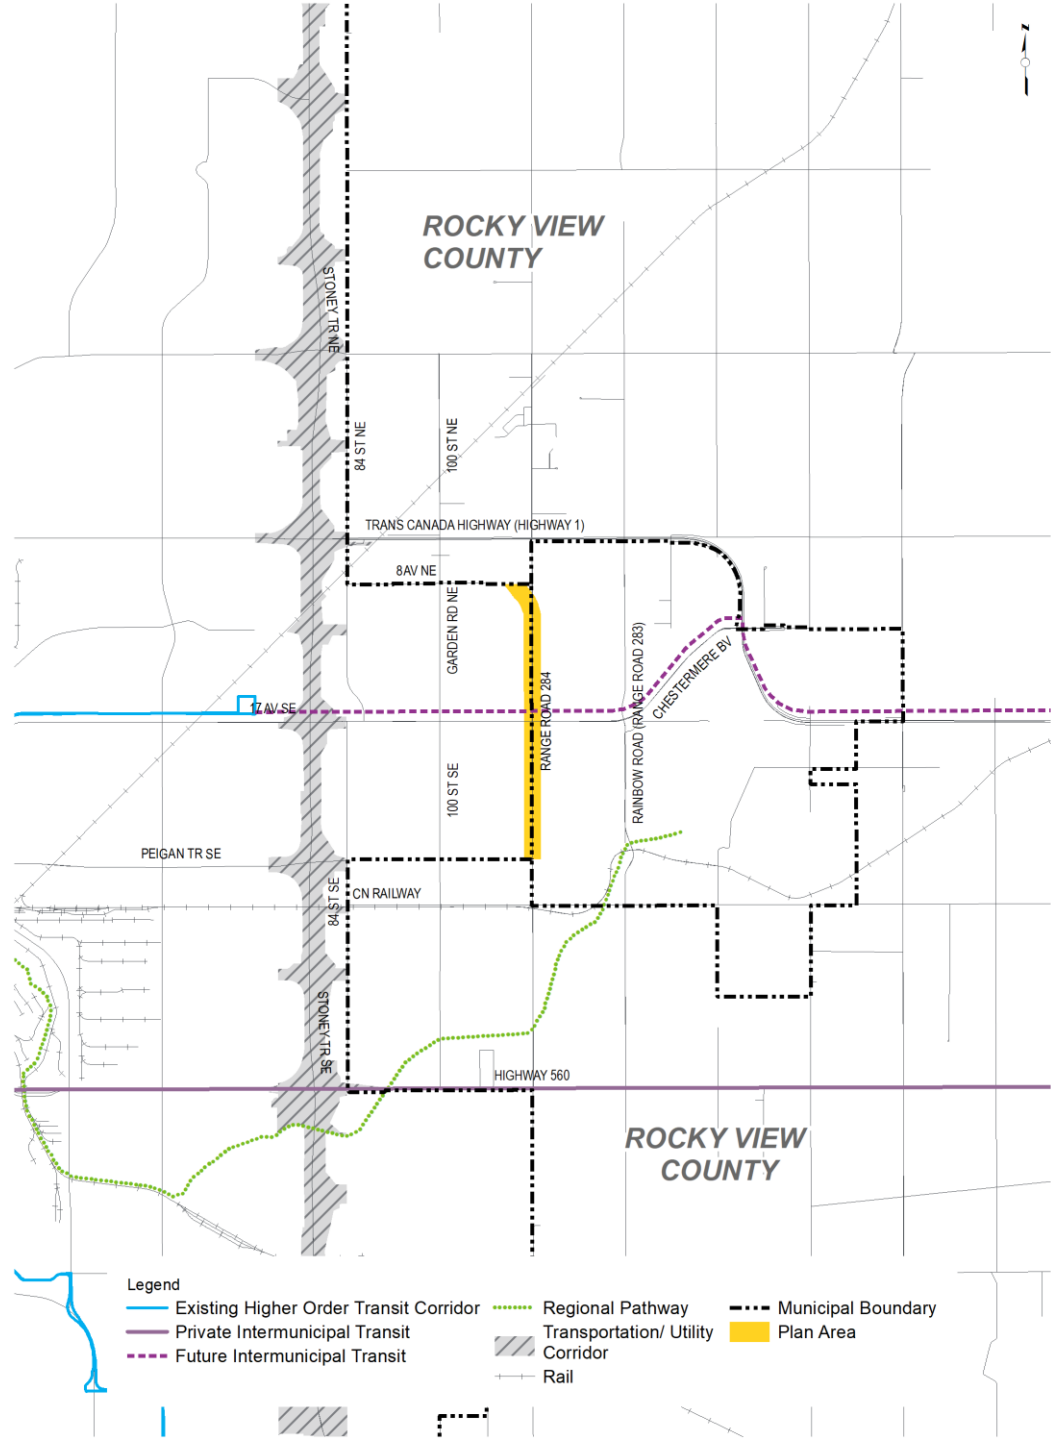 N
ROCKY VIEW
COUNTY
STONEY TR NE
84 ST NE
100 ST NE
TRANS CANADA HIGHWAY (HIGHWAY 1)
8AV NE
GARDEN RD NE
RANGE ROAD 284
RAINBOW ROAD (RANGE ROAD 283)
CHESTERMERE BV
17 AV SE
100 ST SE
PEIGAN TR SE
84 ST SE
CN RAILWAY
STONEY TR SE
HIGHWAY 560
ROCKY VIEW
COUNTY
Legend
Existing Higher Order Transit Corridor
Private Intermunicipal Transit
Future Intermunicipal Transit
Regional Pathway
Transportation/ Utility
Corridor
Rail
Municipal Boundary
Plan Area